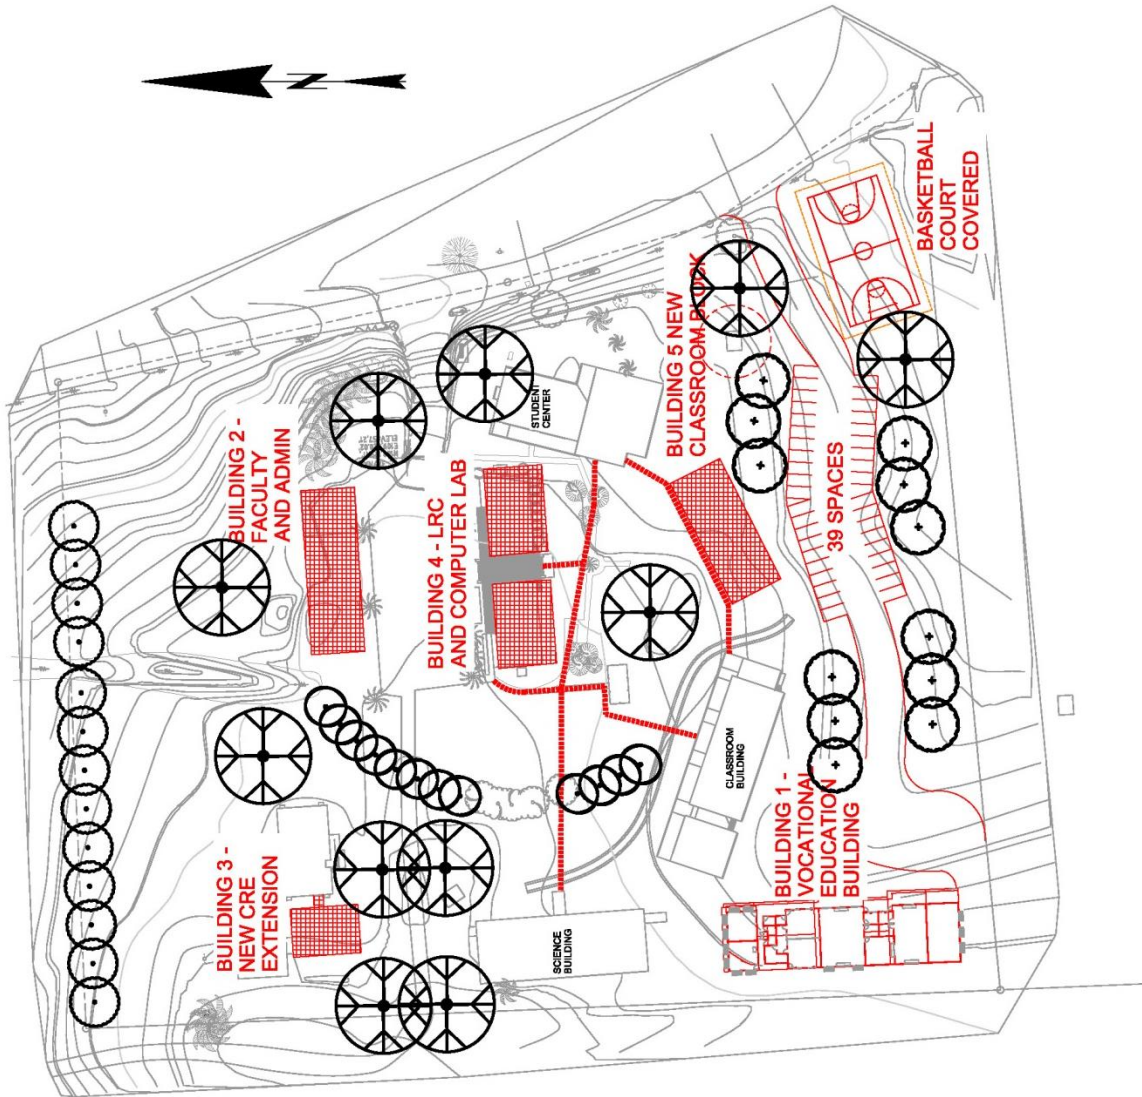 N
BUILDING 2 -
FACULTY
AND ADMIN
BUILDING 4 - LRC
AND COMPUTER LAB
STUDENT
CENTER
BUILDING 5 NEW
CLASSROOM BLOCK
BASKETBALL
COURT
COVERED
39 SPACES
BUILDING 3 -
NEW CRE
EXTENSION
SCIENCE
BUILDING
CLASSROOM
BUILDING
BUILDING 1 -
VOCATIONAL
EDUCATION
BUILDING